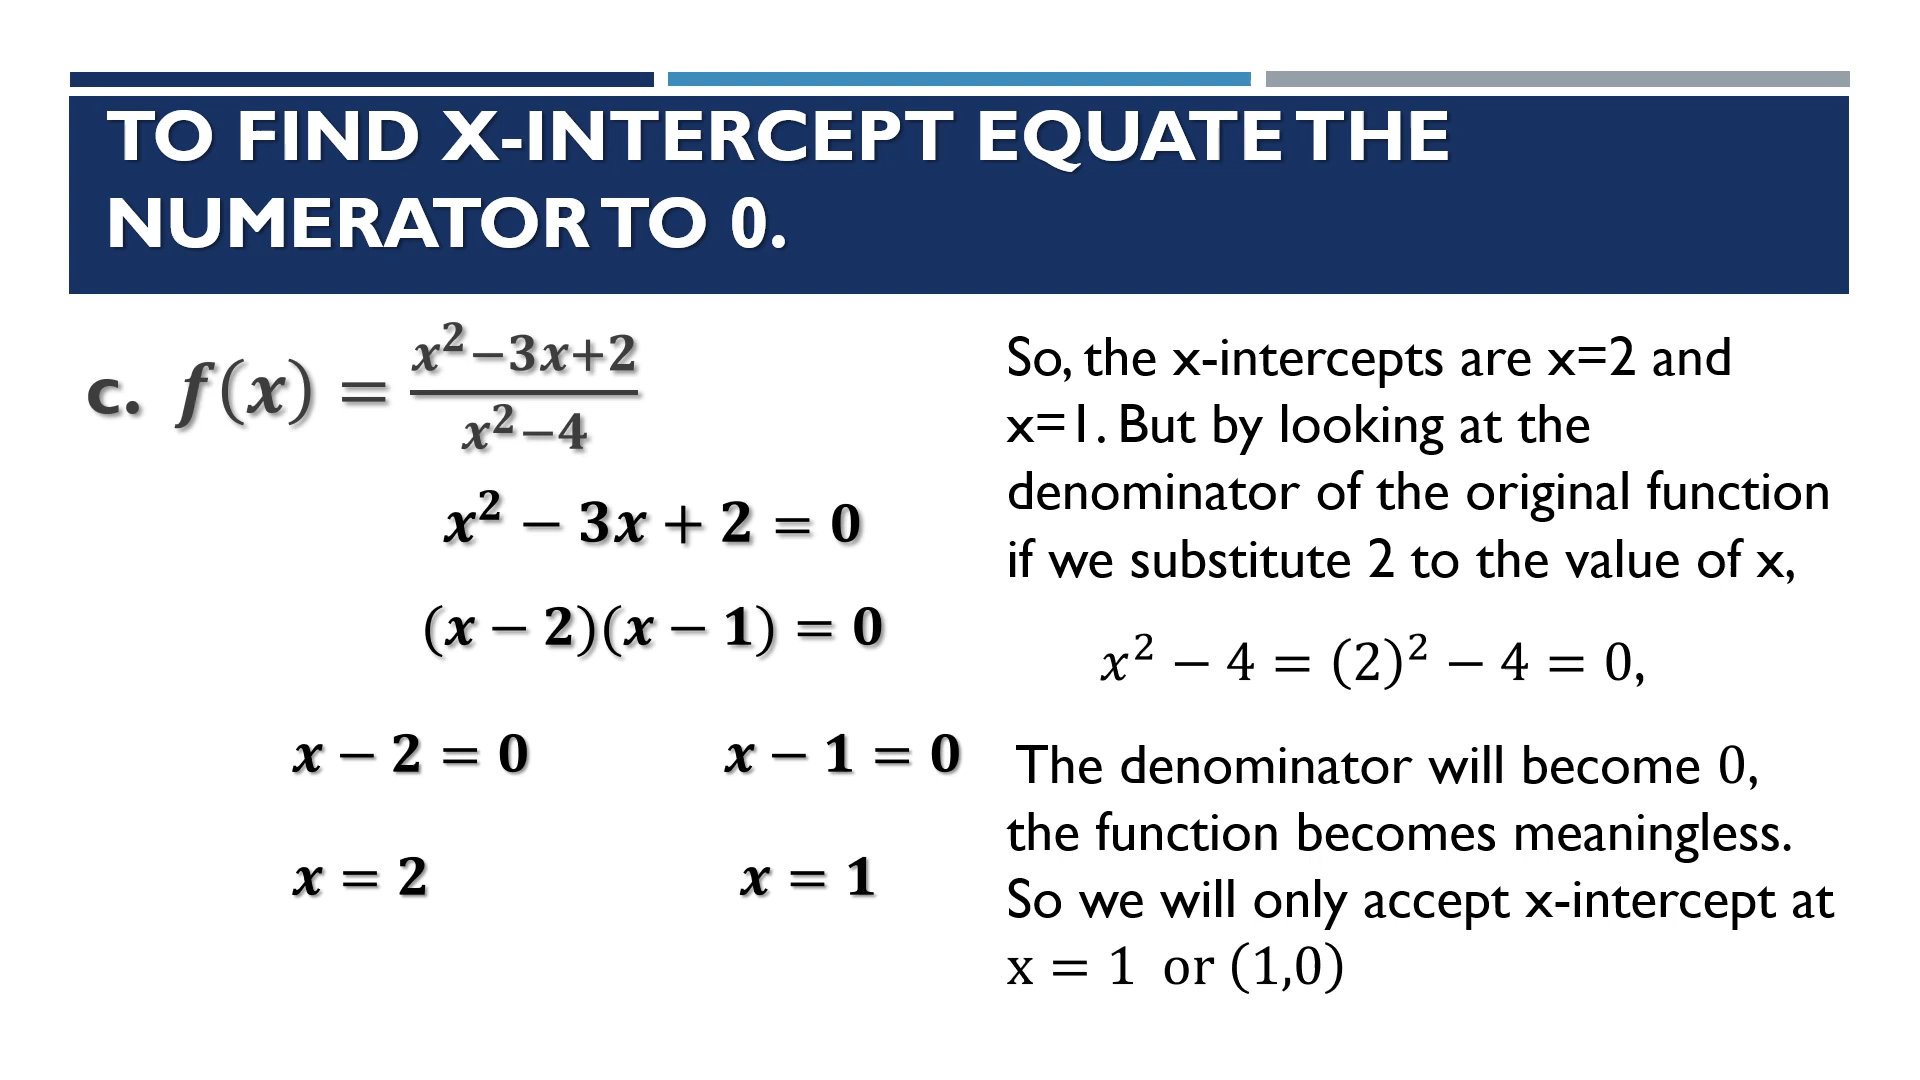 TO FIND X-INTERCEPT EQUATE THE
NUMERATOR TO 0.
c. f(x) = x²−3x+2 / x²−4
x² − 3x + 2 = 0
(x − 2)(x − 1) = 0
x − 2 = 0
x − 1 = 0
x = 2
x = 1
So, the x-intercepts are x=2 and
x=1. But by looking at the
denominator of the original function
if we substitute 2 to the value of x,
x² − 4 = (2)² − 4 = 0,
The denominator will become 0,
the function becomes meaningless.
So we will only accept x-intercept at
x = 1 or (1,0)